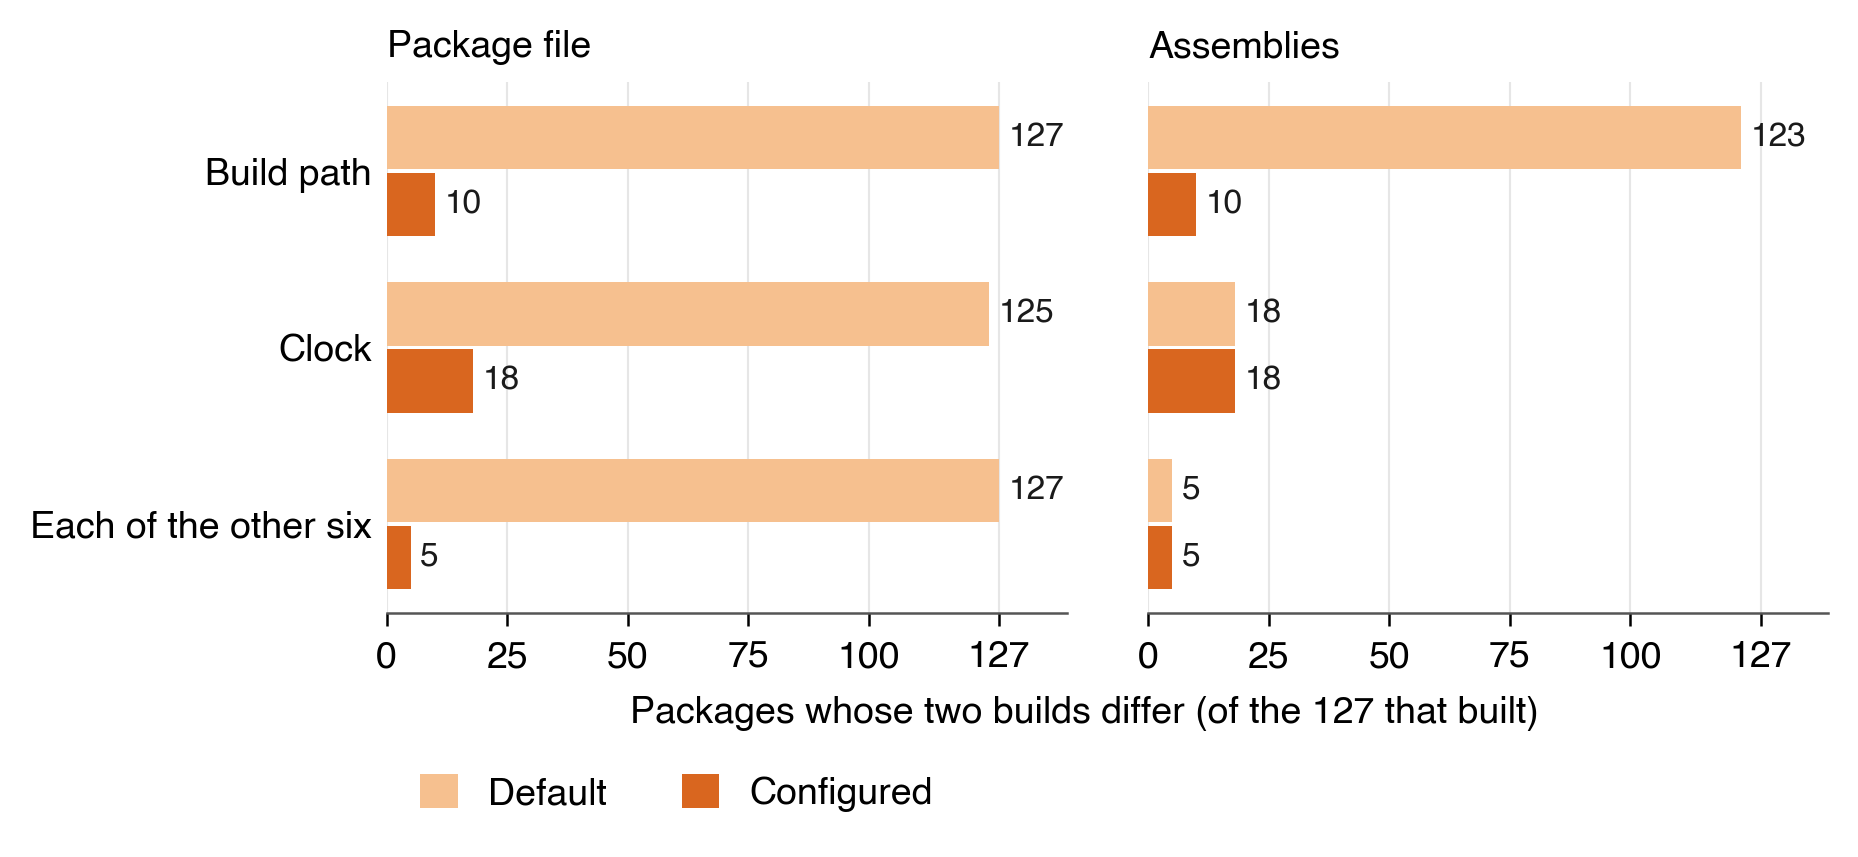 Package file
Assemblies
Build path
127
10
123
10
Clock
125
18
18
18
Each of the other six
127
5
5
5
0 25 50 75 100 127
0 25 50 75 100 127
Packages whose two builds differ (of the 127 that built)
Default
Configured